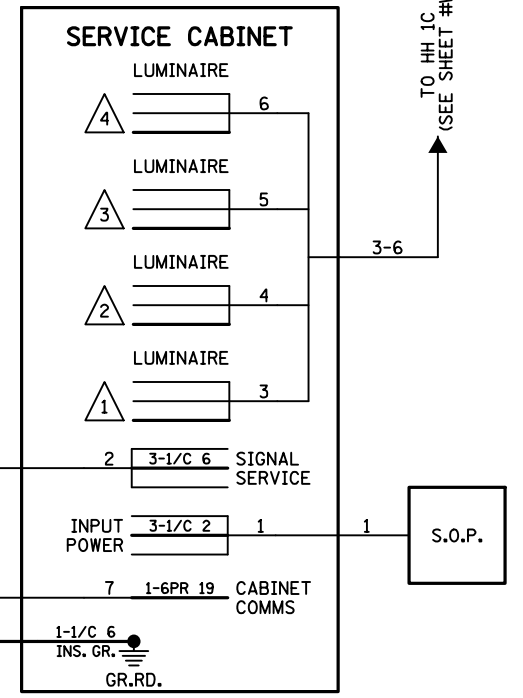 SERVICE CABINET
LUMINAIRE
4
6
LUMINAIRE
3
5
LUMINAIRE
2
4
LUMINAIRE
1
3
3-6
TO HH 1C
(SEE SHEET
2
3-1/C 6
SIGNAL
SERVICE
INPUT
POWER
3-1/C 2
1
1
S.O.P.
7
1-6PR 19
CABINET
COMMS
1-1/C 6
INS. GR.
GR.RD.